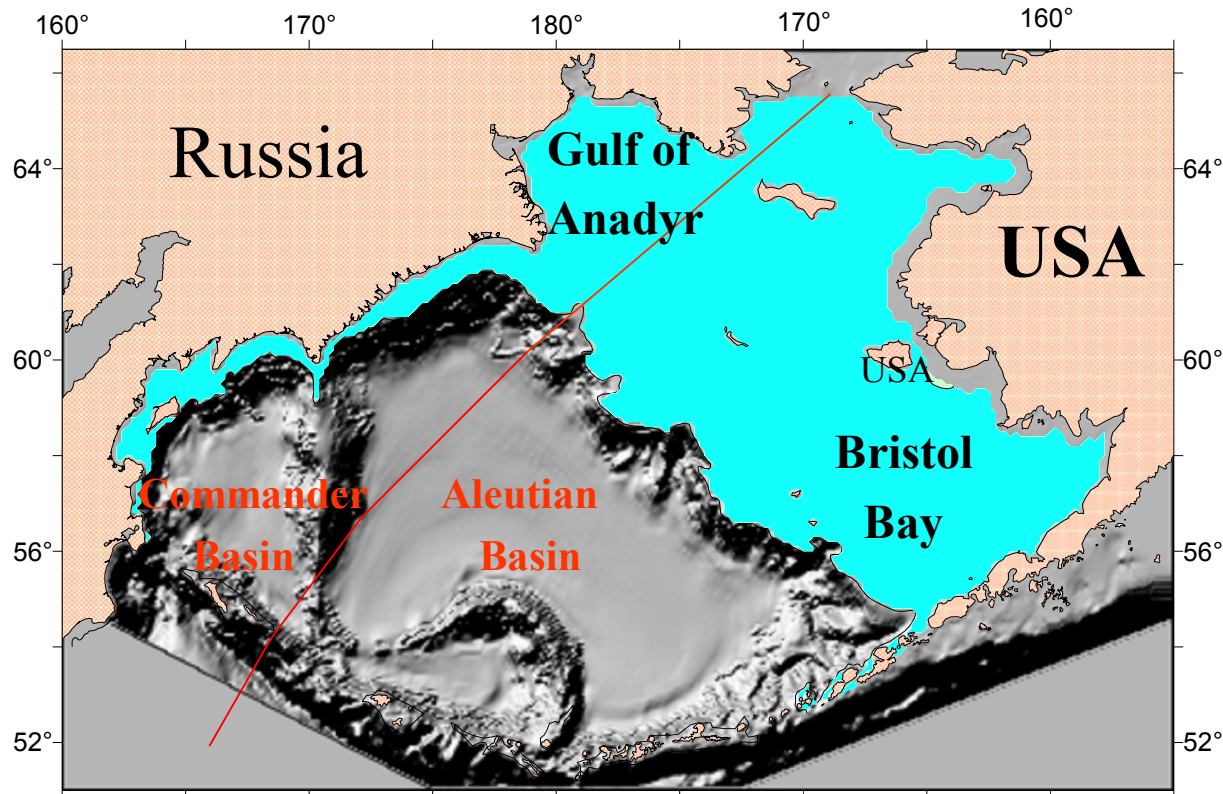 160° 170° 180° 170° 160°
Russia
Gulf of
Anadyr
64° 64°
USA
60° 60°
USA
Bristol
Bay
Commander
Basin
Aleutian
Basin
56° 56°
52° 52°